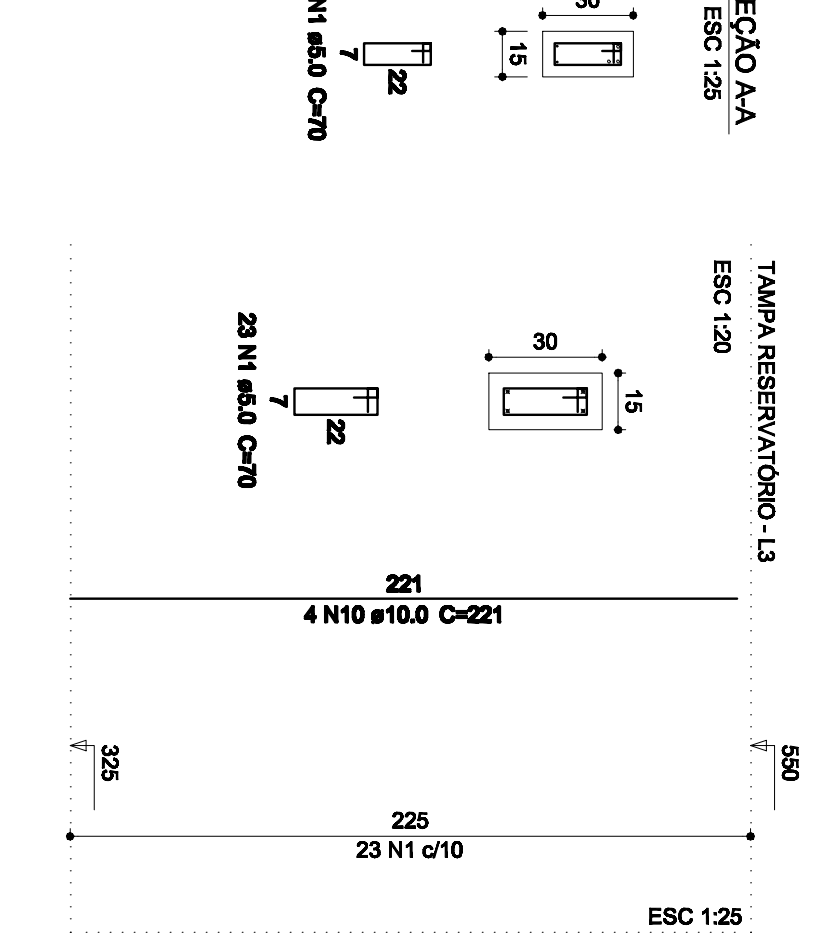 EÇÃO A-A
ESC 1:25
30
15
22
7
N1 ø5.0 C=70
TAMPA RESERVATÓRIO - L3
ESC 1:20
30
15
22
7
23 N1 ø5.0 C=70
221
4 N10 ø10.0 C=221
550
325
225
23 N1 c/10
ESC 1:25